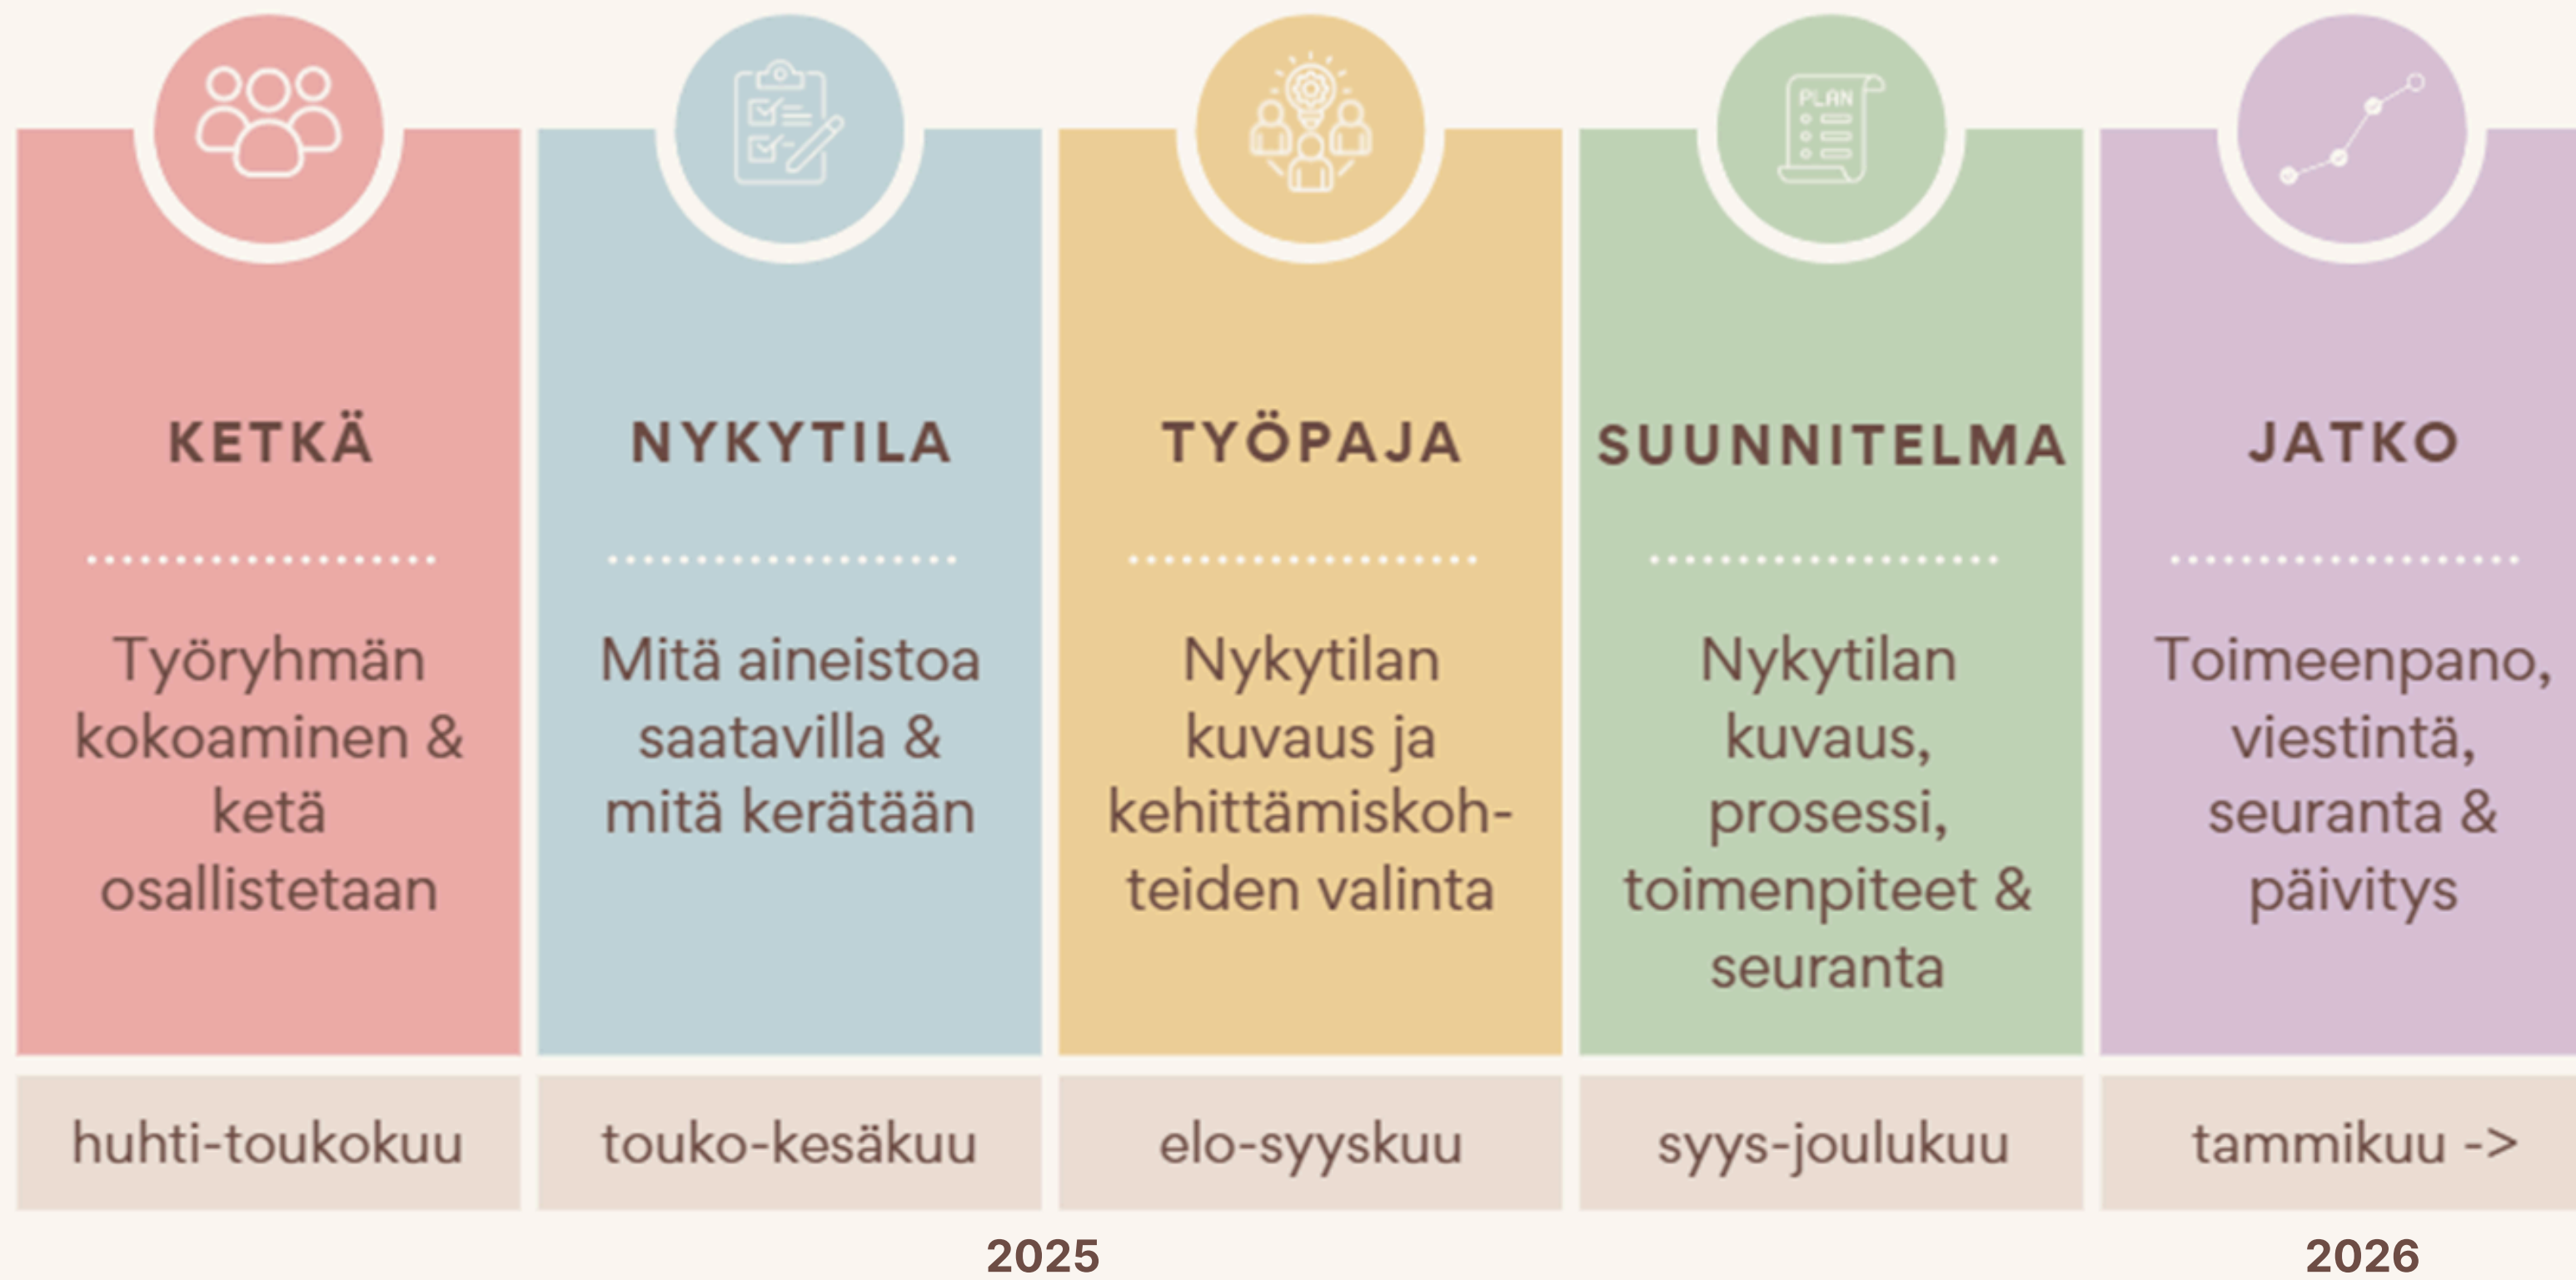 PLAN
KETKÄ
Työryhmän
kokoaminen &
ketä
osallistetaan
huhti-toukokuu
NYKYTILA
Mitä aineistoa
saatavilla &
mitä kerätään
touko-kesäkuu
TYÖPAJA
Nykytilan
kuvaus ja
kehittämiskoh-
teiden valinta
elo-syyskuu
SUUNNITELMA
Nykytilan
kuvaus,
prosessi,
toimenpiteet &
seuranta
syys-joulukuu
JATKO
Toimeenpano,
viestintä,
seuranta &
päivitys
tammikuu ->
2025
2026